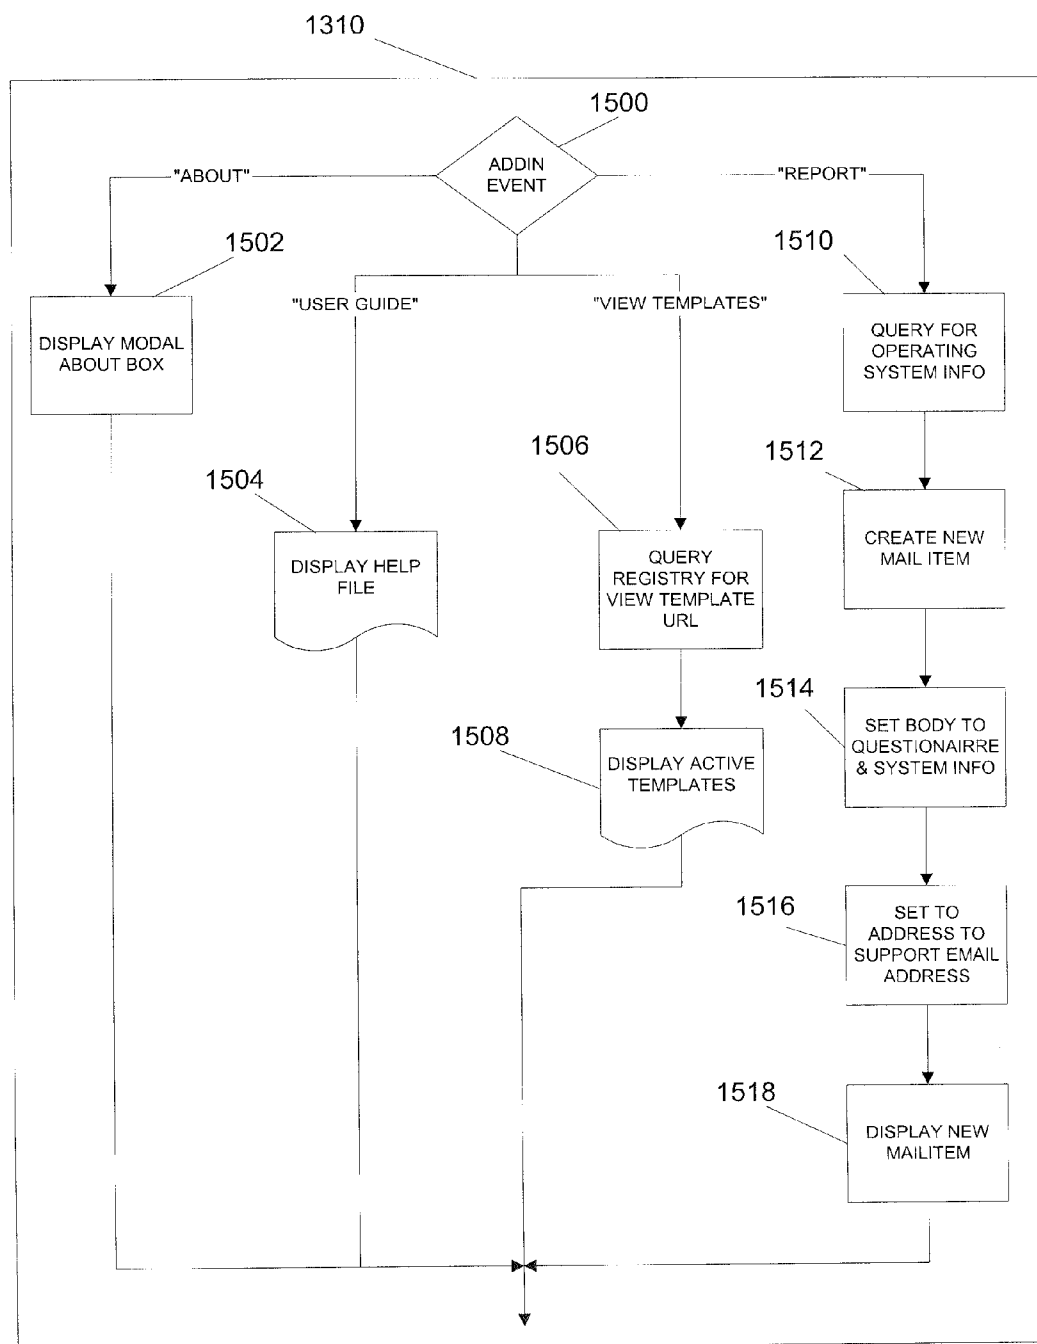 1310
1500
ADDIN
EVENT
"ABOUT"
"REPORT"
1502
1510
"USER GUIDE"
"VIEW TEMPLATES"
DISPLAY MODAL
ABOUT BOX
QUERY FOR
OPERATING
SYSTEM INFO
1504
1506
1512
DISPLAY HELP
FILE
QUERY
REGISTRY FOR
VIEW TEMPLATE
URL
CREATE NEW
MAIL ITEM
1508
1514
DISPLAY ACTIVE
TEMPLATES
SET BODY TO
QUESTIONAIRRE
& SYSTEM INFO
1516
SET TO
ADDRESS TO
SUPPORT EMAIL
ADDRESS
1518
DISPLAY NEW
MAILITEM